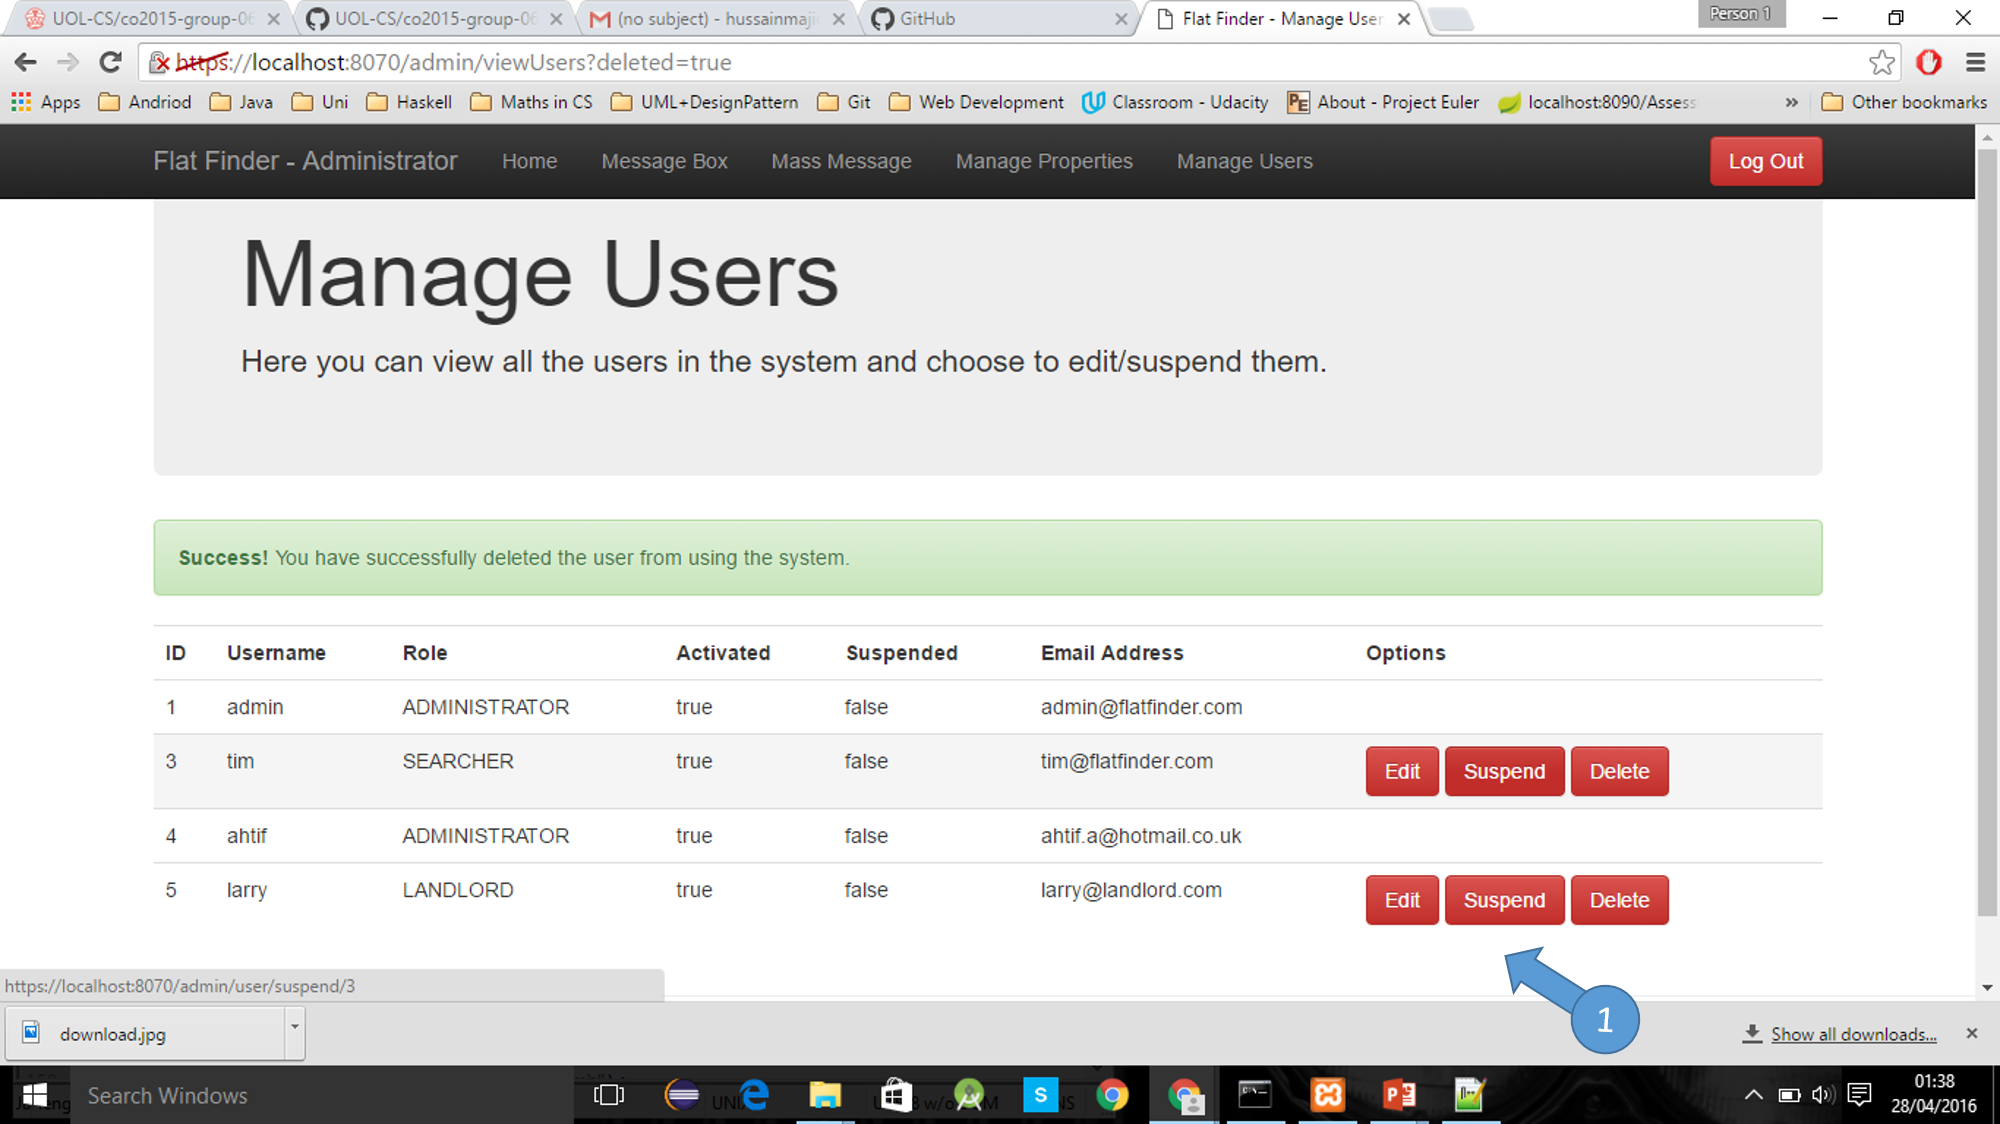 UOL-CS/co2015-group-06
UOL-CS/co2015-group-06
(no subject) - hussainmaji
GitHub
Flat Finder - Manage User
Person 1
https://localhost:8070/admin/viewUsers?deleted=true
Apps Andriod Java Uni Haskell Maths in CS UML+DesignPattern Git Web Development Classroom - Udacity About - Project Euler localhost:8090/Assess » Other bookmarks
Flat Finder - Administrator Home Message Box Mass Message Manage Properties Manage Users Log Out
Manage Users
Here you can view all the users in the system and choose to edit/suspend them.
Success! You have successfully deleted the user from using the system.
ID Username Role Activated Suspended Email Address Options
1 admin ADMINISTRATOR true false admin@flatfinder.com
3 tim SEARCHER true false tim@flatfinder.com Edit Suspend Delete
4 ahtif ADMINISTRATOR true false ahtif.a@hotmail.co.uk
5 larry LANDLORD true false larry@landlord.com Edit Suspend Delete
https://localhost:8070/admin/user/suspend/3
1
download.jpg
Show all downloads...
Search Windows
01:38
28/04/2016